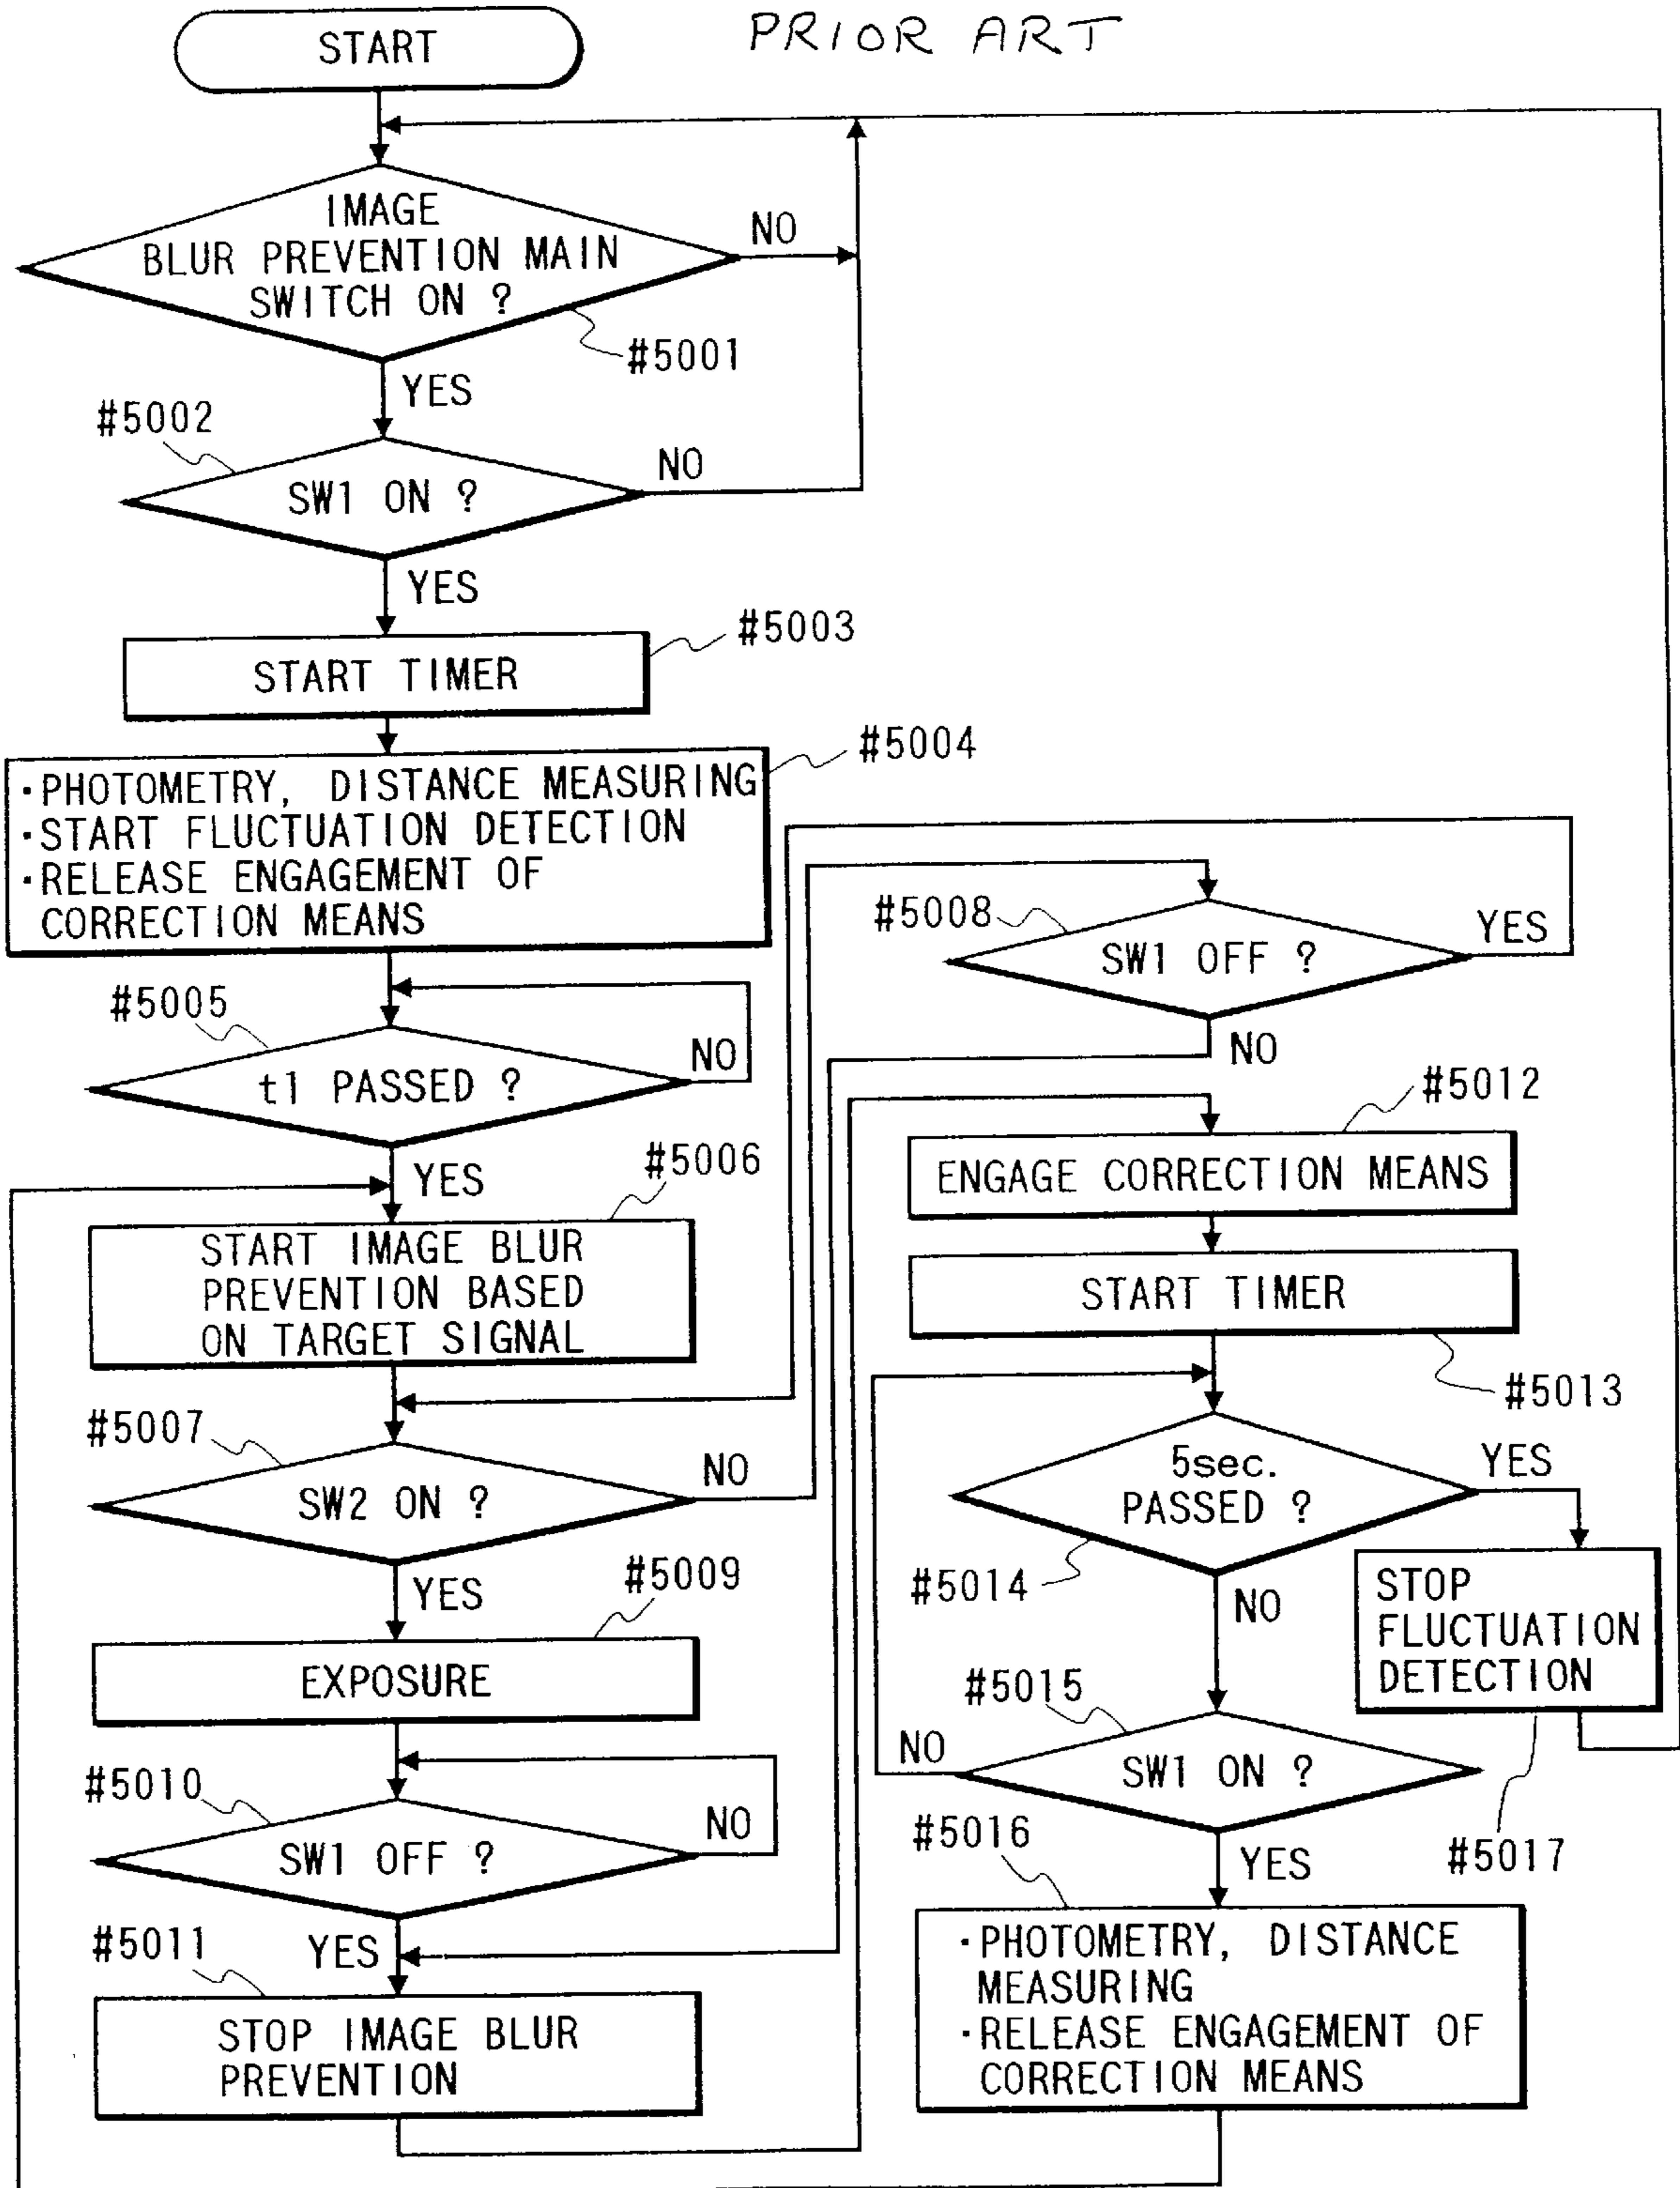 PRIOR ART
START
IMAGE
BLUR PREVENTION MAIN
SWITCH ON ?
NO
#5001
YES
#5002
SW1 ON ?
NO
YES
#5003
START TIMER
#5004
·PHOTOMETRY, DISTANCE MEASURING
·START FLUCTUATION DETECTION
·RELEASE ENGAGEMENT OF
CORRECTION MEANS
#5005
t1 PASSED ?
NO
YES
#5006
START IMAGE BLUR
PREVENTION BASED
ON TARGET SIGNAL
#5007
SW2 ON ?
NO
YES
#5009
EXPOSURE
#5010
SW1 OFF ?
NO
YES
#5011
STOP IMAGE BLUR
PREVENTION
#5008
SW1 OFF ?
YES
NO
#5012
ENGAGE CORRECTION MEANS
START TIMER
#5013
5sec.
PASSED ?
YES
#5014
NO
STOP
FLUCTUATION
DETECTION
#5017
#5015
SW1 ON ?
NO
YES
#5016
·PHOTOMETRY, DISTANCE
MEASURING
·RELEASE ENGAGEMENT OF
CORRECTION MEANS